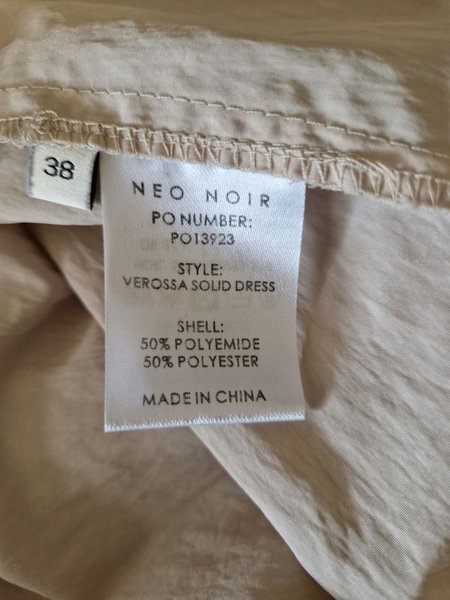 38
NEO NOIR
PO NUMBER:
PO13923
STYLE:
VEROSSA SOLID DRESS
SHELL:
50% POLYEMIDE
50% POLYESTER
MADE IN CHINA